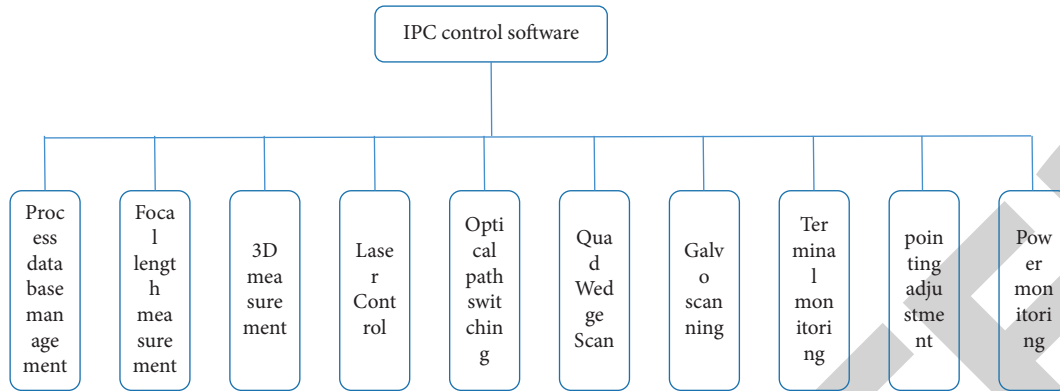 IPC control software
Proc
ess
data
base
man
age
ment
Foca
l
lengt
h
mea
sure
ment
3D
mea
sure
ment
Lase
r
Cont
rol
Opti
cal
path
swit
chin
g
Qua
d
Wed
ge
Scan
Galv
o
scan
ning
Ter
mina
l
mon
itori
ng
poin
ting
adju
stme
nt
Pow
er
mon
itori
ng